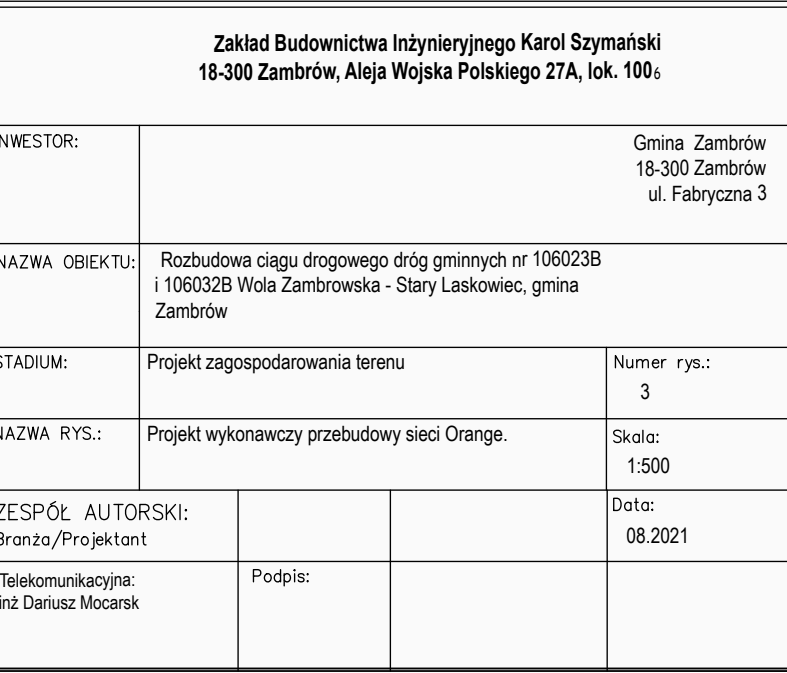 Zakład Budownictwa Inżynieryjnego Karol Szymański
18-300 Zambrów, Aleja Wojska Polskiego 27A, lok. 1006
NWESTOR:
Gmina Zambrów
18-300 Zambrów
ul. Fabryczna 3
NAZWA OBIEKTU:
Rozbudowa ciągu drogowego dróg gminnych nr 106023B
i 106032B Wola Zambrowska - Stary Laskowiec, gmina
Zambrów
STADIUM:
Projekt zagospodarowania terenu
Numer rys.:
3
NAZWA RYS.:
Projekt wykonawczy przebudowy sieci Orange.
Skala:
1:500
ZESPÓŁ AUTORSKI:
Branża/Projektant
Data:
08.2021
Telekomunikacyjna:
inż Dariusz Mocarsk
Podpis: